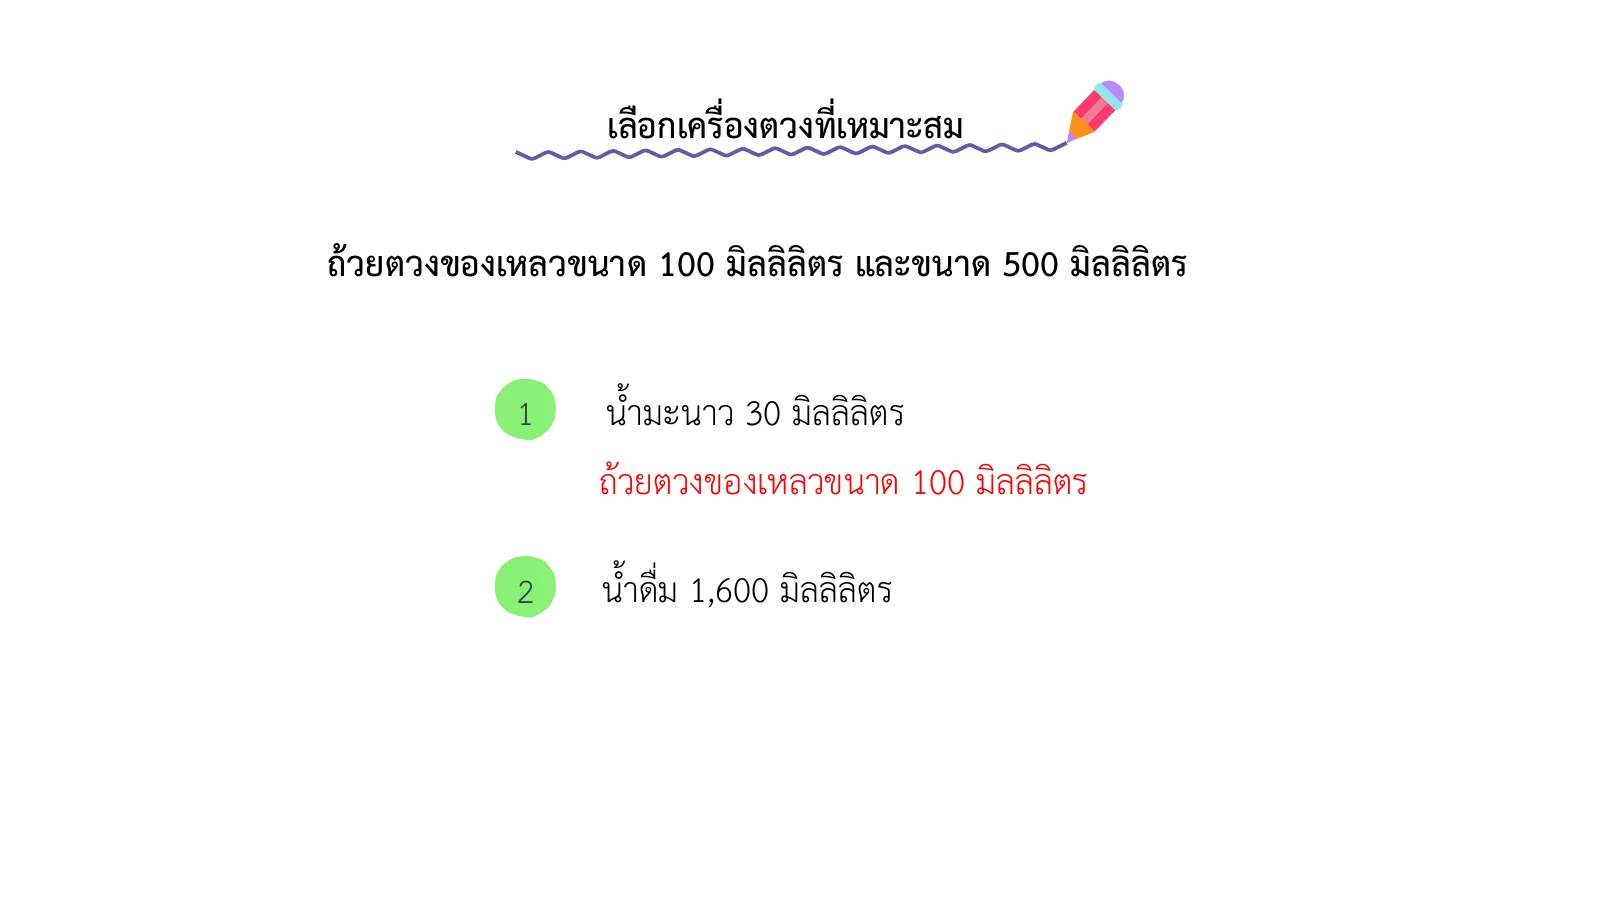 เลือกเครื่องตวงที่เหมาะสม
ถ้วยตวงของเหลวขนาด 100 มิลลิลิตร และขนาด 500 มิลลิลิตร
1 น้ำมะนาว 30 มิลลิลิตร
ถ้วยตวงของเหลวขนาด 100 มิลลิลิตร
2 น้ำดื่ม 1,600 มิลลิลิตร